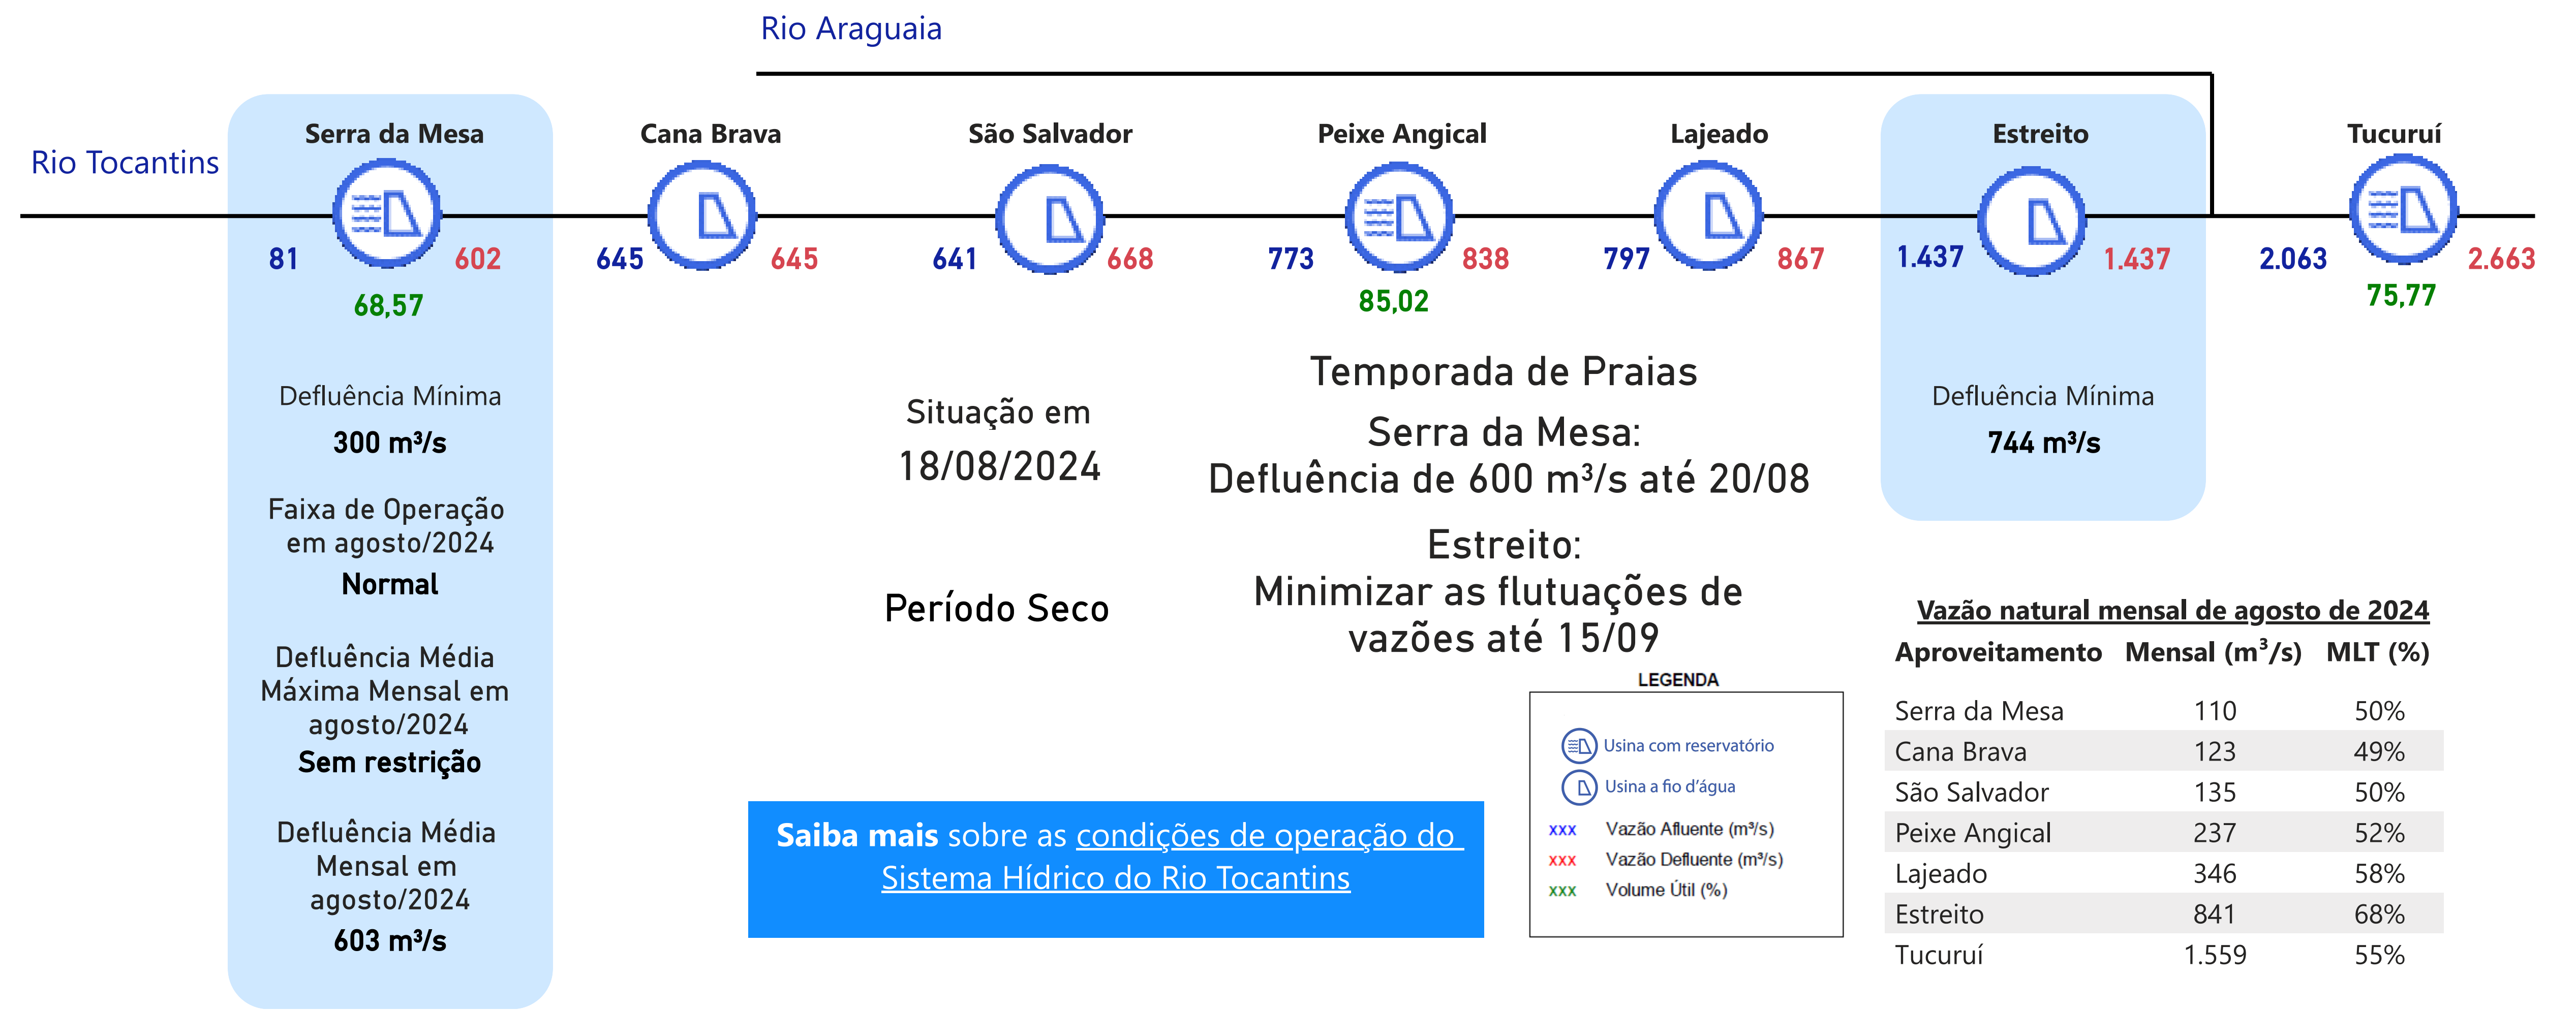 Rio Araguaia
Rio Tocantins
Serra da Mesa
Cana Brava
São Salvador
Peixe Angical
Lajeado
Estreito
Tucuruí
81 602
645 645
641 668
773 838
797 867
1.437 1.437
2.063 2.663
68,57
85,02
75,77
Defluência Mínima
300 m³/s
Faixa de Operação
em agosto/2024
Normal
Defluência Média
Máxima Mensal em
agosto/2024
Sem restrição
Defluência Média
Mensal em
agosto/2024
603 m³/s
Situação em
18/08/2024
Período Seco
Temporada de Praias
Serra da Mesa:
Defluência de 600 m³/s até 20/08
Estreito:
Minimizar as flutuações de
vazões até 15/09
Defluência Mínima
744 m³/s
Saiba mais sobre as condições de operação do
Sistema Hídrico do Rio Tocantins
LEGENDA
Usina com reservatório
Usina a fio d'água
xxx Vazão Afluente (m³/s)
xxx Vazão Defluente (m³/s)
xxx Volume Útil (%)
Vazão natural mensal de agosto de 2024
Aproveitamento Mensal (m³/s) MLT (%)
Serra da Mesa 110 50%
Cana Brava 123 49%
São Salvador 135 50%
Peixe Angical 237 52%
Lajeado 346 58%
Estreito 841 68%
Tucuruí 1.559 55%